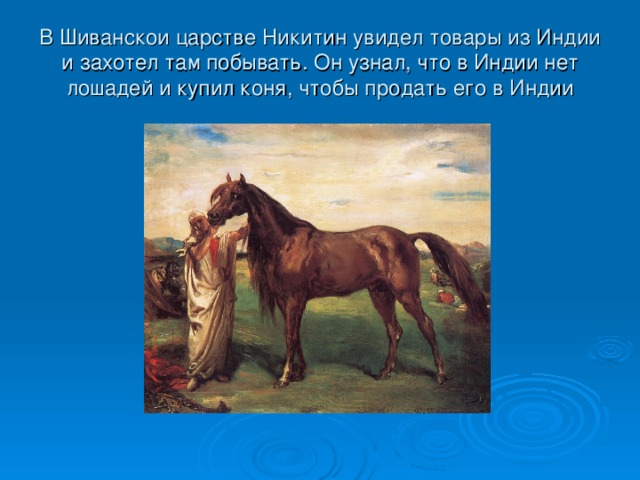 В Шиванскои царстве Никитин увидел товары из Индии
и захотел там побывать. Он узнал, что в Индии нет
лошадей и купил коня, чтобы продать его в Индии